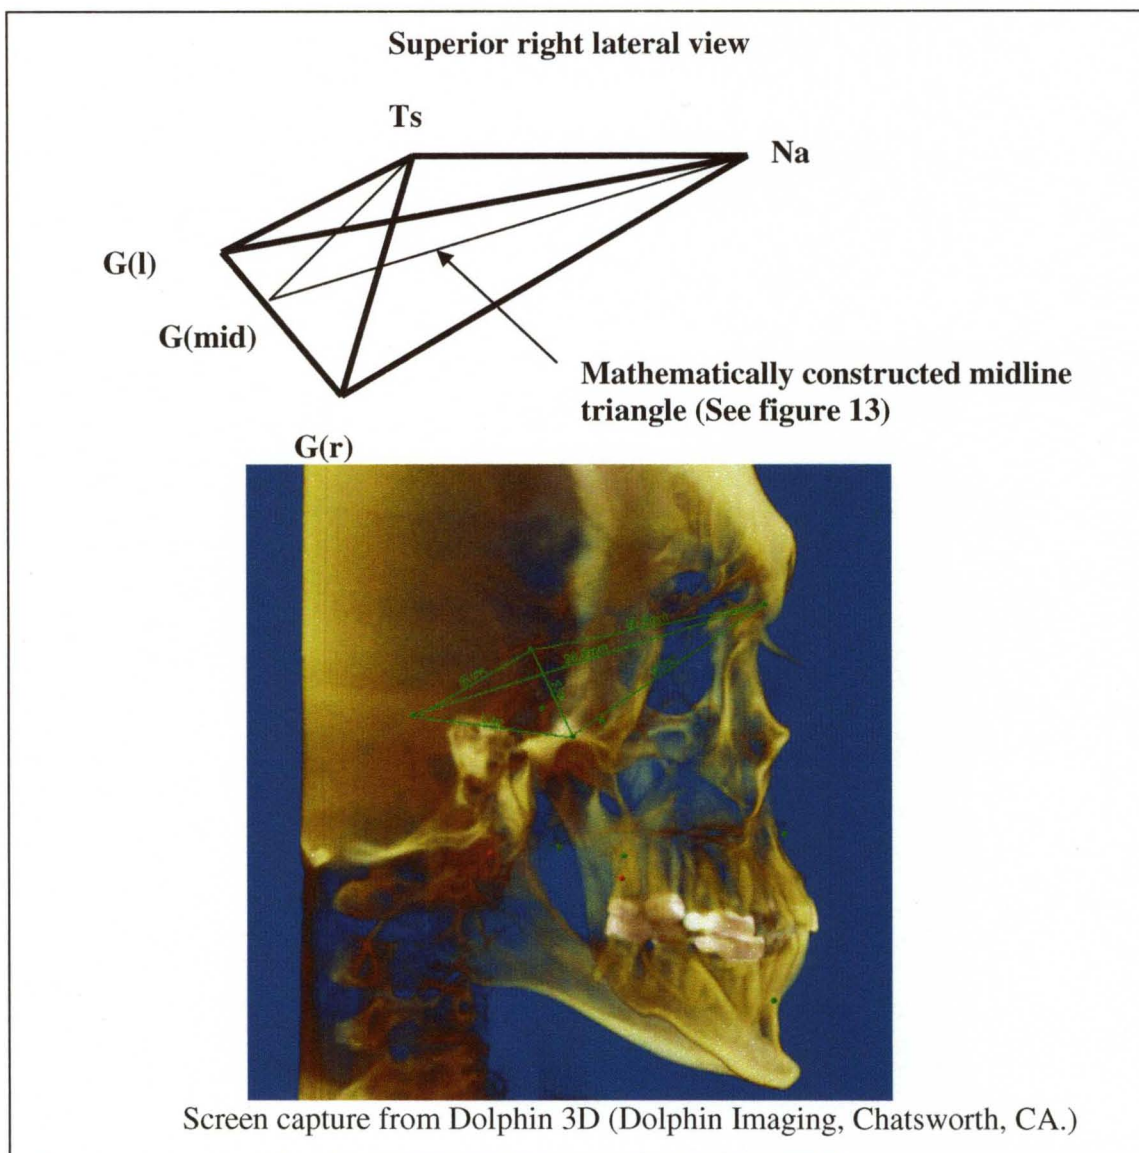 Superior right lateral view
Ts
Na
G(l)
G(mid)
Mathematically constructed midline
triangle (See figure 13)
G(r)
Screen capture from Dolphin 3D (Dolphin Imaging, Chatsworth, CA.)